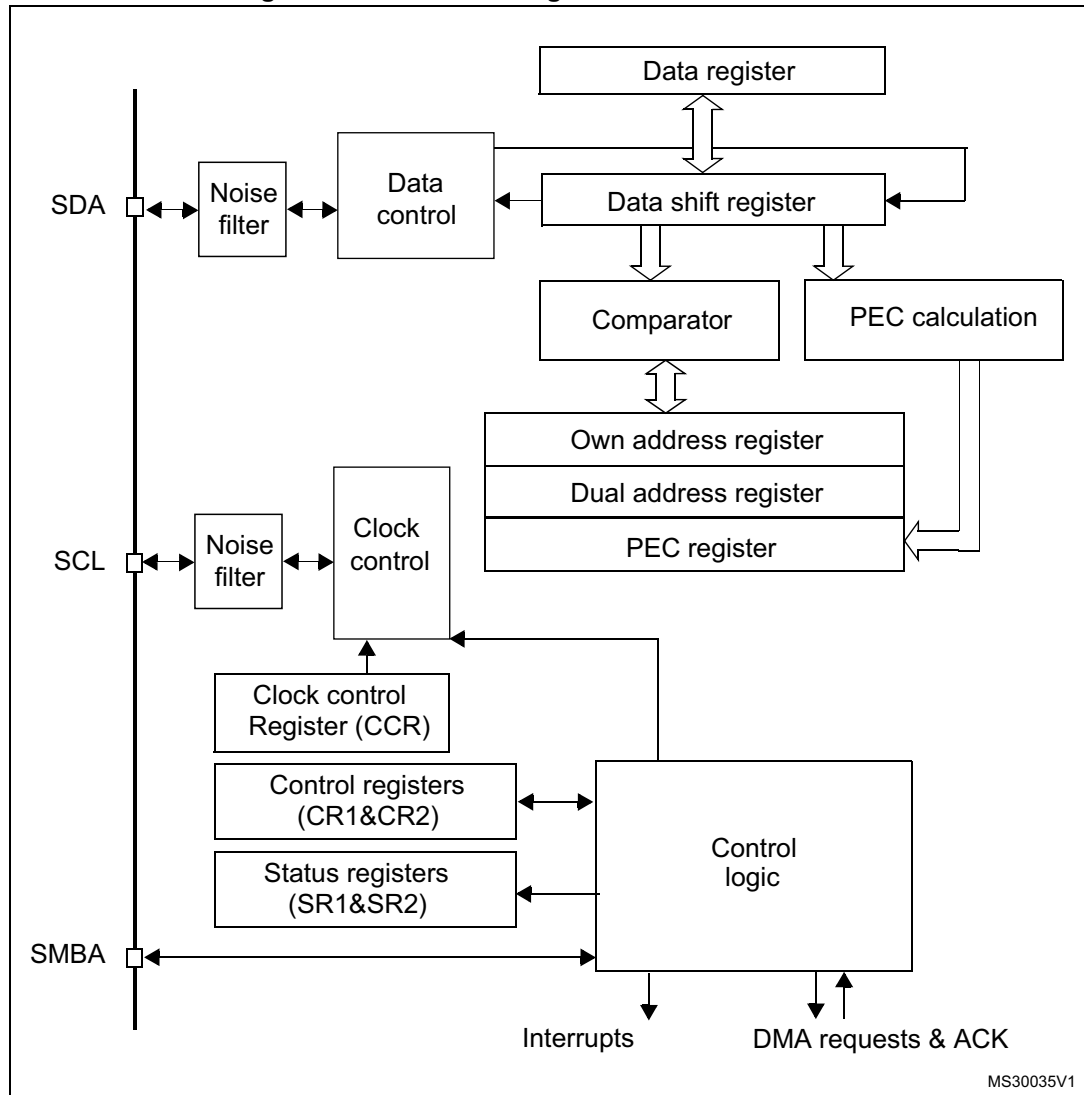 Data register
Data
control
Noise
filter
SDA
Data shift register
Comparator
PEC calculation
Own address register
Dual address register
PEC register
Clock
control
Noise
filter
SCL
Clock control
Register (CCR)
Control registers
(CR1&CR2)
Status registers
(SR1&SR2)
Control
logic
SMBA
Interrupts
DMA requests & ACK
MS30035V1